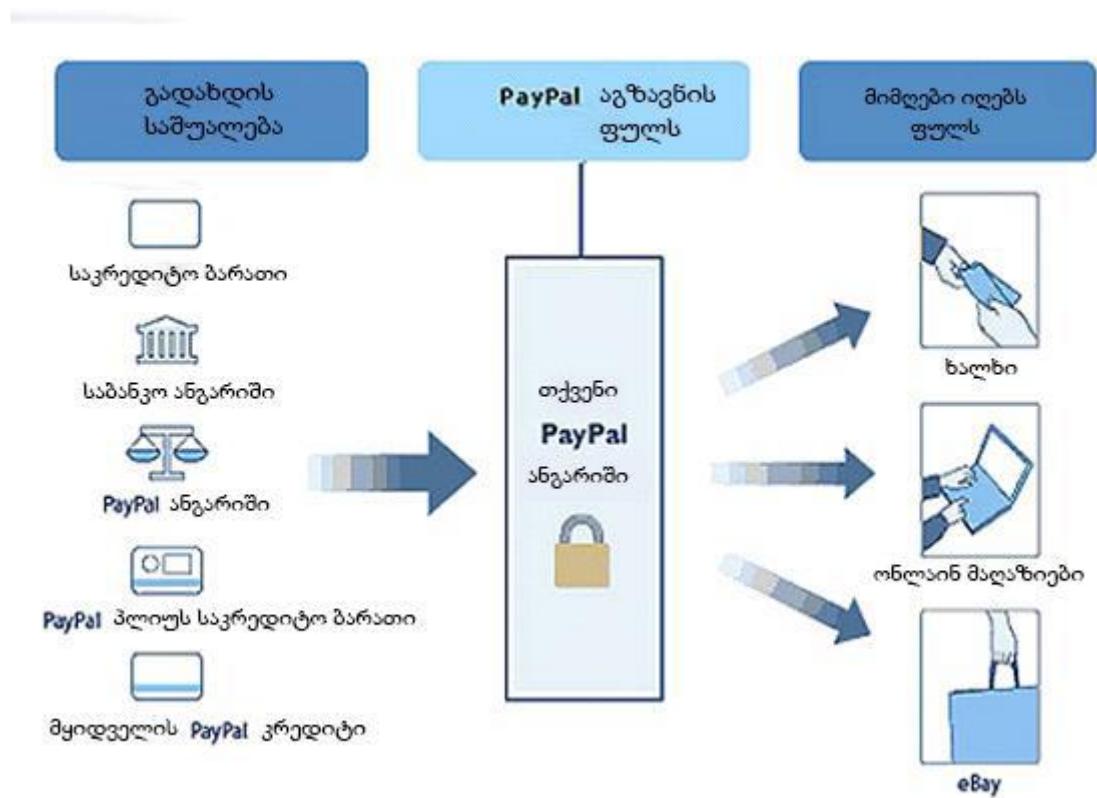 გადახდის
საშუალება
PayPal აგზავნის
ფულს
მიმღები იღებს
ფულს
საკრედიტო ბარათი
საბანკო ანგარიში
PayPal ანგარიში
PayPal პლიუს საკრედიტო ბარათი
მყიდველის PayPal კრედიტი
თქვენი
PayPal
ანგარიში
ხალხი
ონლაინ მაღაზიები
eBay